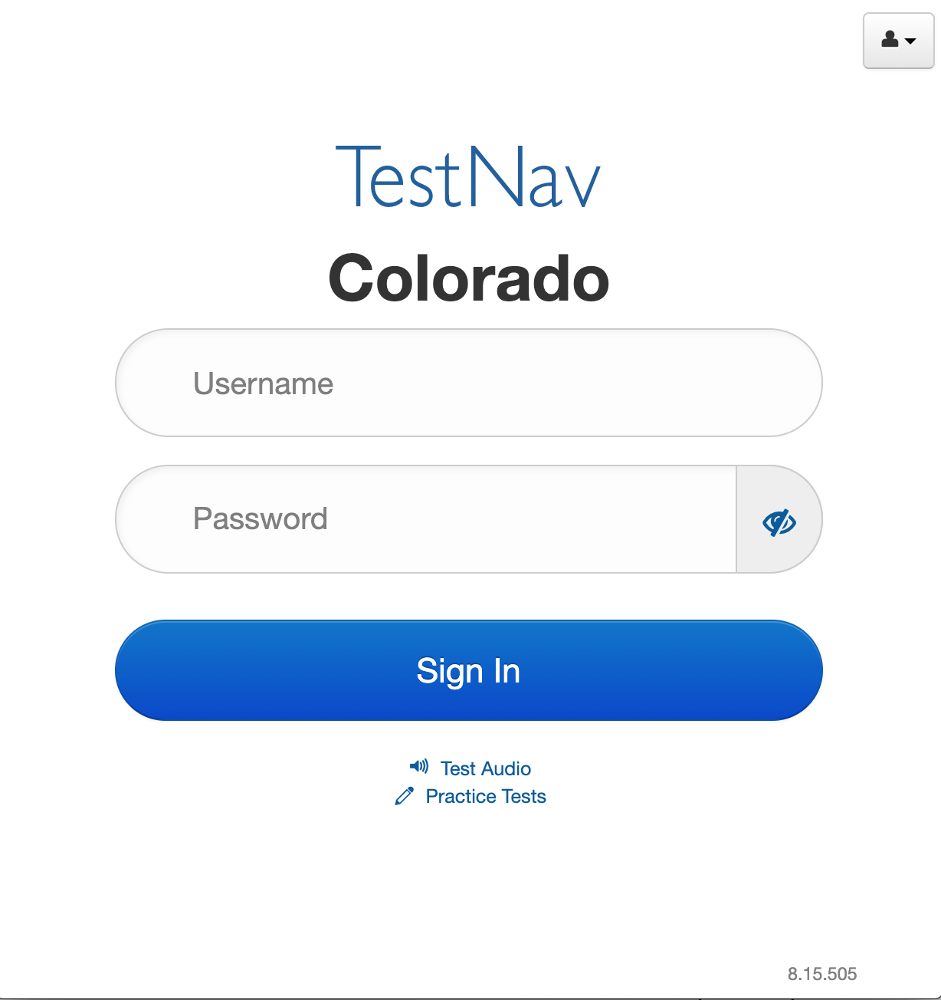 TestNav
Colorado
Username
Password
Sign In
Test Audio
Practice Tests
8.15.505